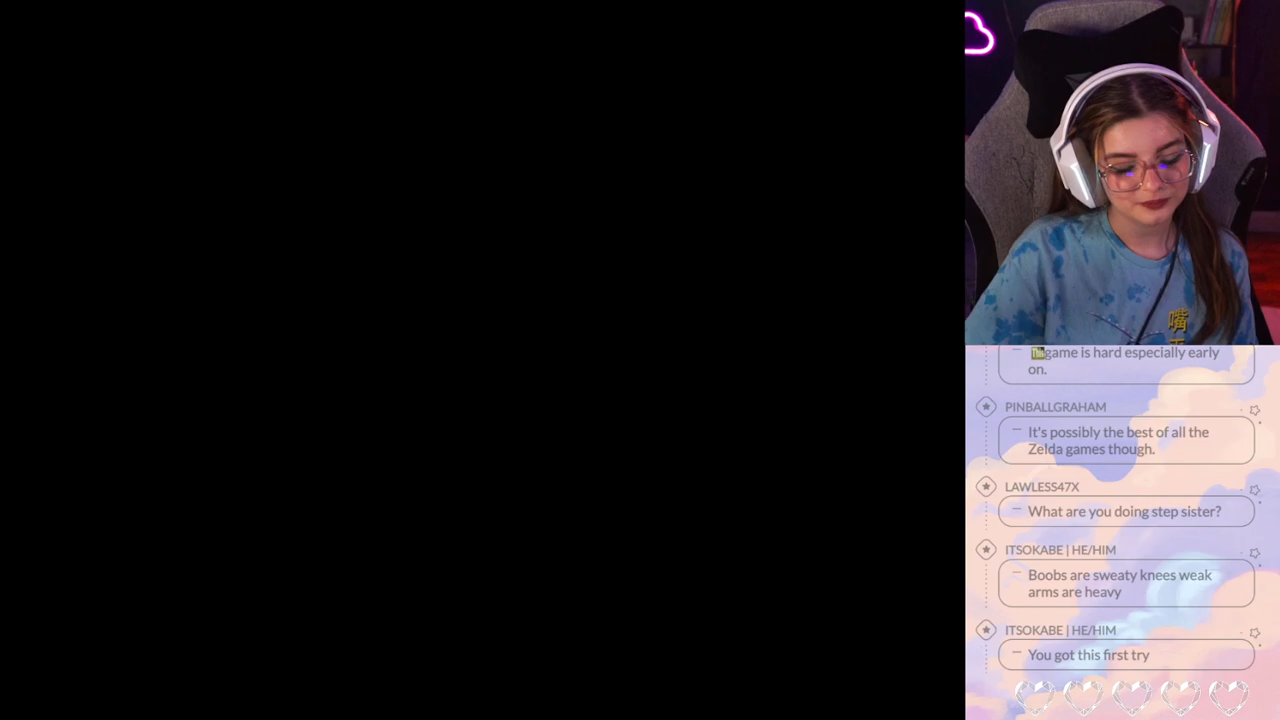 嘴
This game is hard especially early
on.
PINBALLGRAHAM
It's possibly the best of all the
Zelda games though.
LAWLESS47X
What are you doing step sister?
ITSOKABE | HE/HIM
Boobs are sweaty knees weak
arms are heavy
ITSOKABE | HE/HIM
You got this first try